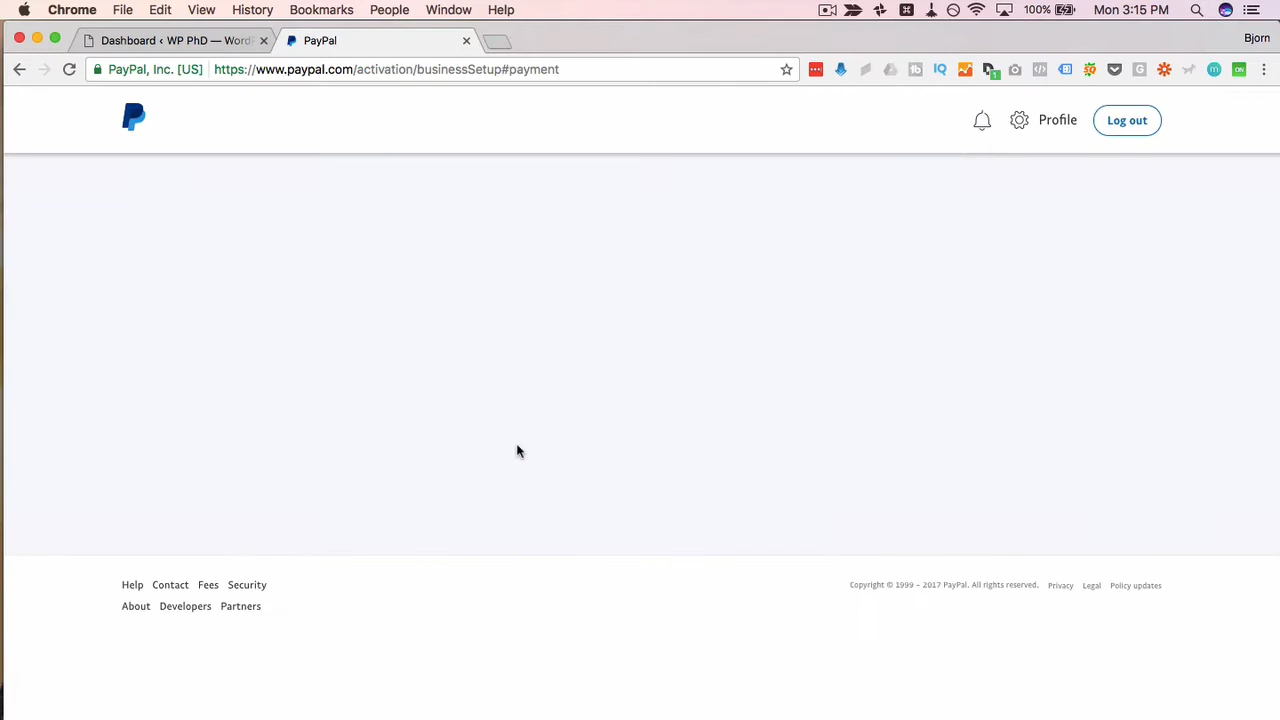 Chrome File Edit View History Bookmarks People Window Help 100% Mon 3:15 PM
Dashboard ‹ WP PhD — WordP PayPal Bjorn
PayPal, Inc. [US] https://www.paypal.com/activation/businessSetup#payment
Profile Log out
Help Contact Fees Security
About Developers Partners
Copyright © 1999 – 2017 PayPal. All rights reserved. Privacy Legal Policy updates